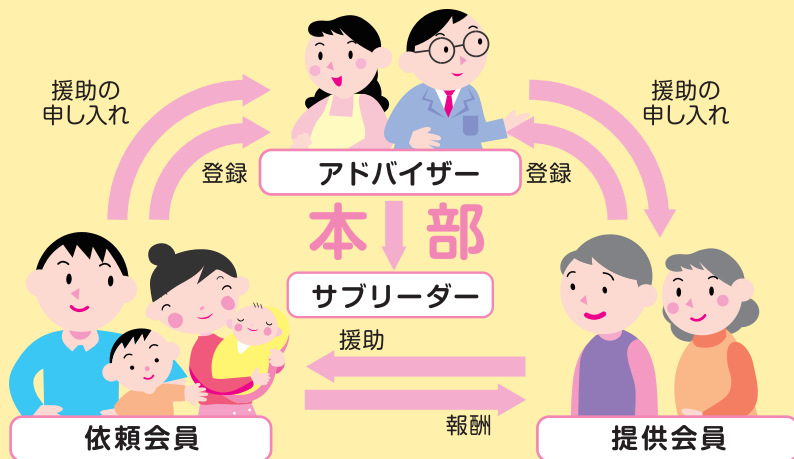 援助の
申し入れ
援助の
申し入れ
登録
アドバイザー
登録
本部
サブリーダー
援助
報酬
依頼会員
提供会員